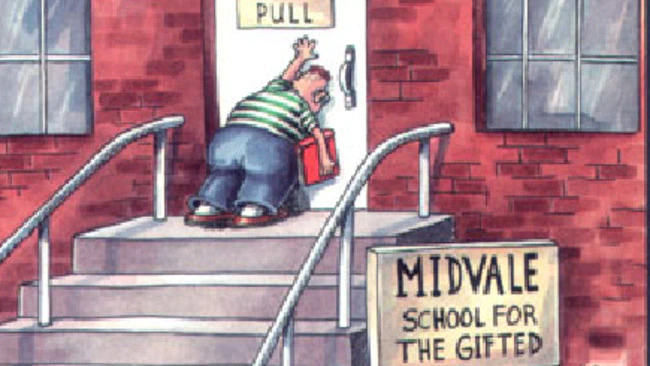 PULL
MIDVALE
SCHOOL FOR
THE GIFTED